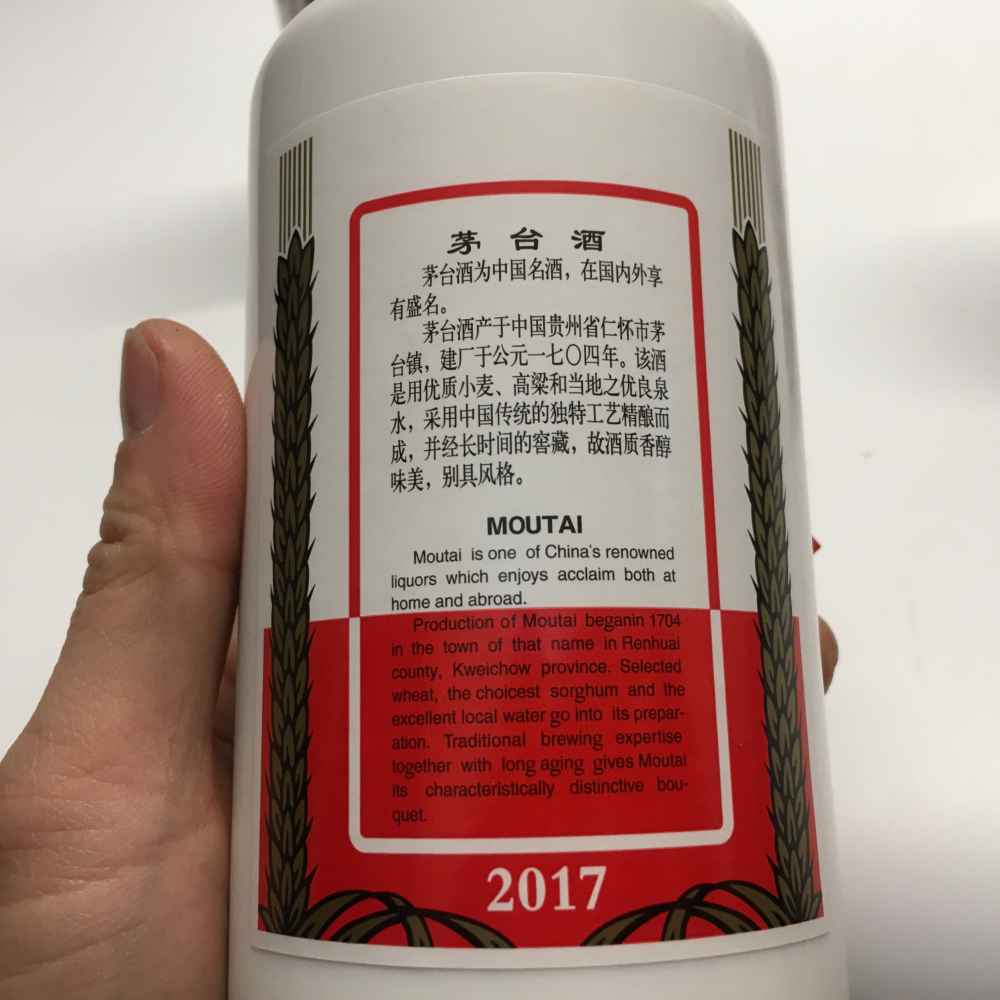 茅台酒
茅台酒为中国名酒，在国内外享
有盛名。
茅台酒产于中国贵州省仁怀市茅
台镇，建厂于公元一七〇四年。该酒
是用优质小麦、高粱和当地之优良泉
水，采用中国传统的独特工艺精酿而
成，并经长时间的窖藏，故酒质香醇
味美，别具风格。
MOUTAI
Moutai is one of China's renowned
liquors which enjoys acclaim both at
home and abroad.
Production of Moutai beganin 1704
in the town of that name in Renhuai
county, Kweichow province. Selected
wheat, the choicest sorghum and the
excellent local water go into its prepar-
ation. Traditional brewing expertise
together with long aging gives Moutai
its characteristically distinctive bou-
quet.
2017